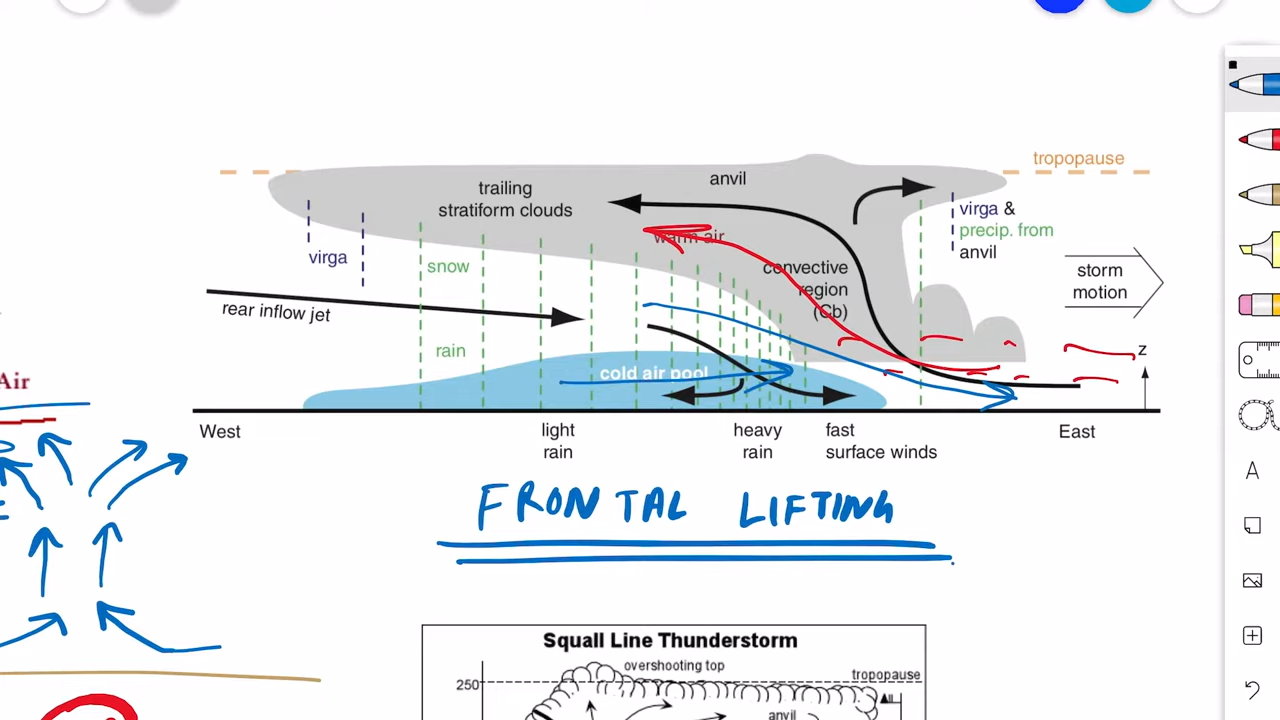 tropopause
anvil
trailing
stratiform clouds
virga &
precip. from
anvil
warm air
virga
snow
convective
region
(Cb)
storm
motion
rear inflow jet
rain
z
cold air pool
Air
West
light
rain
heavy
rain
fast
surface winds
East
FRONTAL LIFTING
Squall Line Thunderstorm
overshooting top
tropopause
250
anvil
A